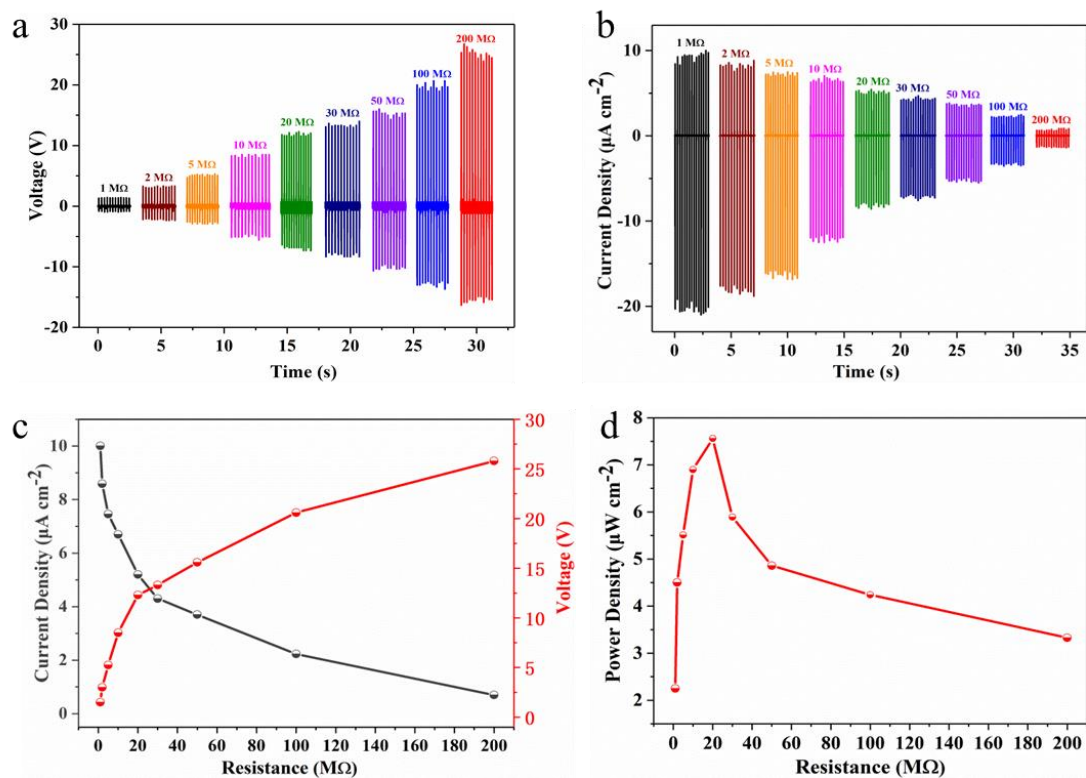 a
30
20
10
0
-10
-20
Voltage (V)
1 MΩ
2 MΩ
5 MΩ
10 MΩ
20 MΩ
30 MΩ
50 MΩ
100 MΩ
200 MΩ
0 5 10 15 20 25 30
Time (s)
b
10
0
-10
-20
Current Density (μA cm⁻²)
1 MΩ
2 MΩ
5 MΩ
10 MΩ
20 MΩ
30 MΩ
50 MΩ
100 MΩ
200 MΩ
0 5 10 15 20 25 30 35
Time (s)
c
10
8
6
4
2
0
Current Density (μA cm⁻²)
30
25
20
15
10
5
0
Voltage (V)
0 20 40 60 80 100 120 140 160 180 200
Resistance (MΩ)
d
8
7
6
5
4
3
2
Power Density (μW cm⁻²)
0 20 40 60 80 100 120 140 160 180 200
Resistance (MΩ)